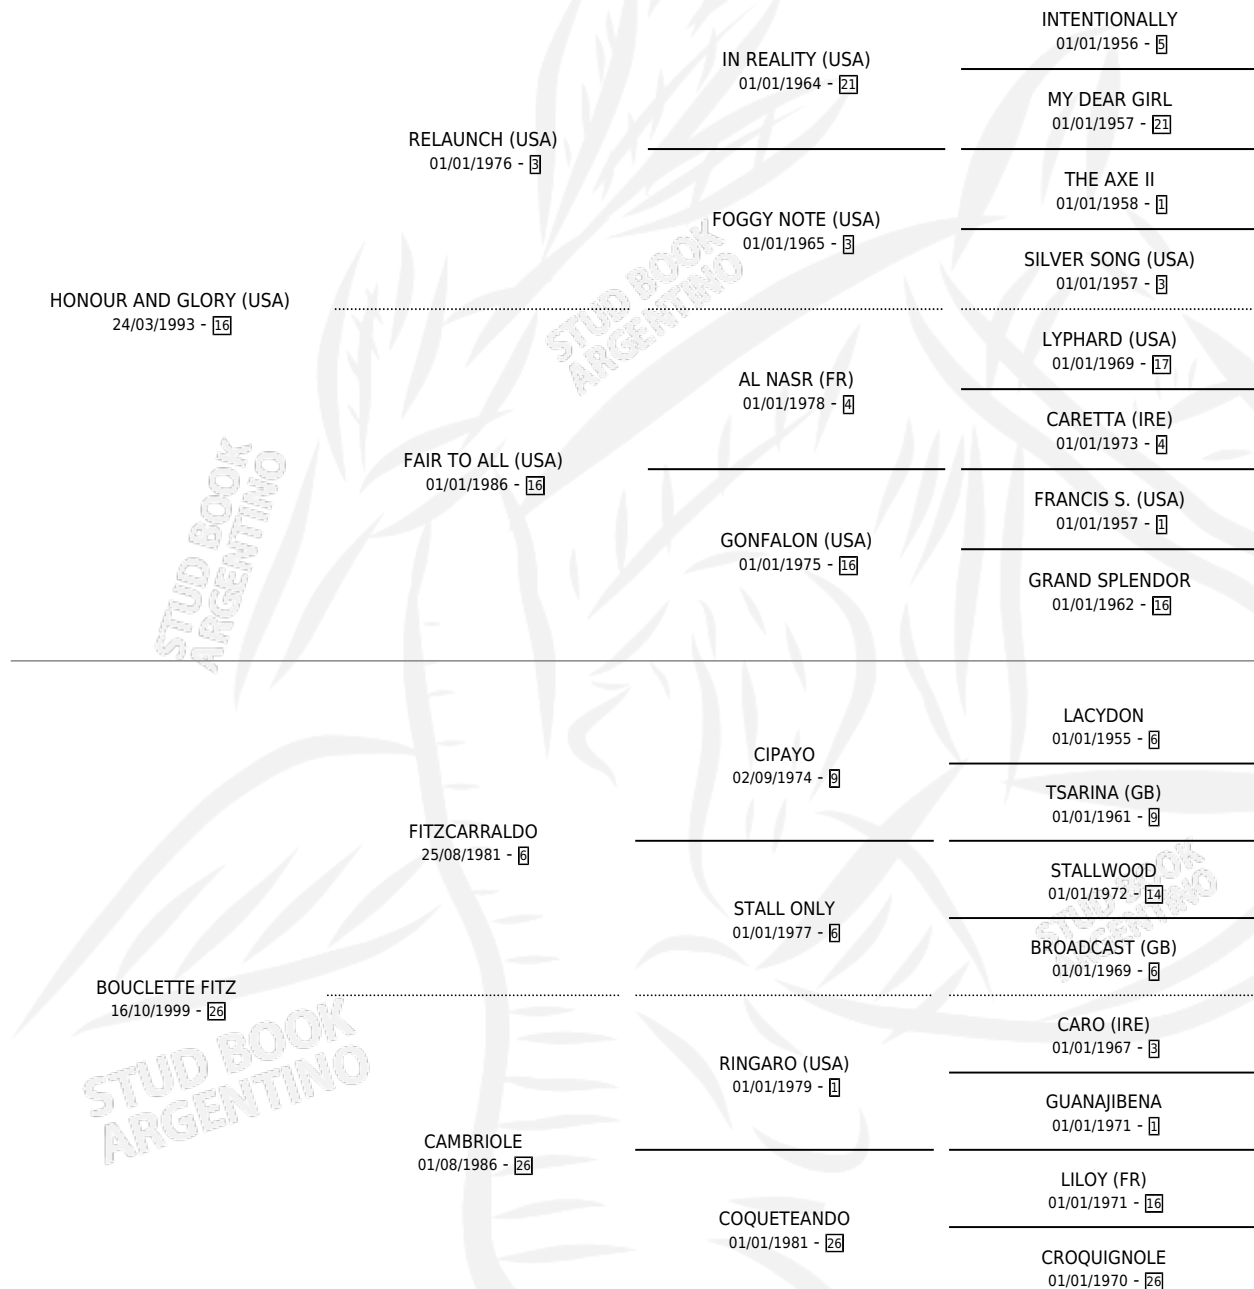 INTENTIONALLY
01/01/1956 - 5
IN REALITY (USA)
01/01/1964 - 21
MY DEAR GIRL
01/01/1957 - 21
RELAUNCH (USA)
01/01/1976 - 3
THE AXE II
01/01/1958 - 1
FOGGY NOTE (USA)
01/01/1965 - 3
SILVER SONG (USA)
01/01/1957 - 3
HONOUR AND GLORY (USA)
24/03/1993 - 16
LYPHARD (USA)
01/01/1969 - 17
AL NASR (FR)
01/01/1978 - 4
CARETTA (IRE)
01/01/1973 - 4
FAIR TO ALL (USA)
01/01/1986 - 16
FRANCIS S. (USA)
01/01/1957 - 1
GONFALON (USA)
01/01/1975 - 16
GRAND SPLENDOR
01/01/1962 - 16
STUD BOOK
ARGENTINO
STUD BOOK
ARGENTINO
LACYDON
01/01/1955 - 6
CIPAYO
02/09/1974 - 9
TSARINA (GB)
01/01/1961 - 9
FITZCARRALDO
25/08/1981 - 6
STALLWOOD
01/01/1972 - 14
STALL ONLY
01/01/1977 - 6
BROADCAST (GB)
01/01/1969 - 6
BOUCLETTE FITZ
16/10/1999 - 26
CARO (IRE)
01/01/1967 - 3
RINGARO (USA)
01/01/1979 - 1
GUANAJIBENA
01/01/1971 - 1
CAMBRIOLE
01/08/1986 - 26
LILOY (FR)
01/01/1971 - 16
COQUETEANDO
01/01/1981 - 26
CROQUIGNOLE
01/01/1970 - 26
STUD BOOK
ARGENTINO
STUD BOOK
ARGENTINO